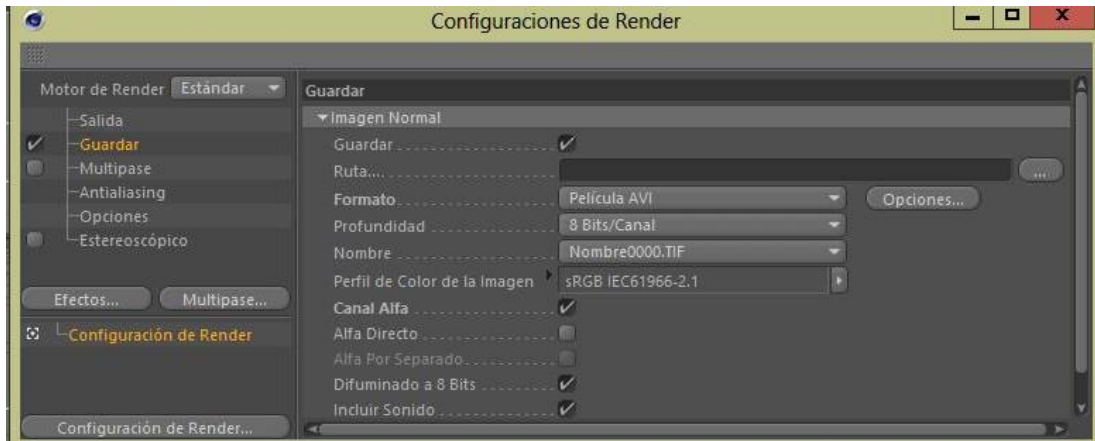 Configuraciones de Render
Motor de Render Estándar
Salida
Guardar
Multipase
Antialiasing
Opciones
Estereoscópico
Efectos... Multipase...
Configuración de Render
Configuración de Render...
Guardar
Imagen Normal
Guardar
Ruta....
...
Formato Película AVI Opciones...
Profundidad 8 Bits/Canal
Nombre Nombre0000.TIF
Perfil de Color de la Imagen sRGB IEC61966-2.1
Canal Alfa
Alfa Directo
Alfa Por Separado
Difuminado a 8 Bits
Incluir Sonido